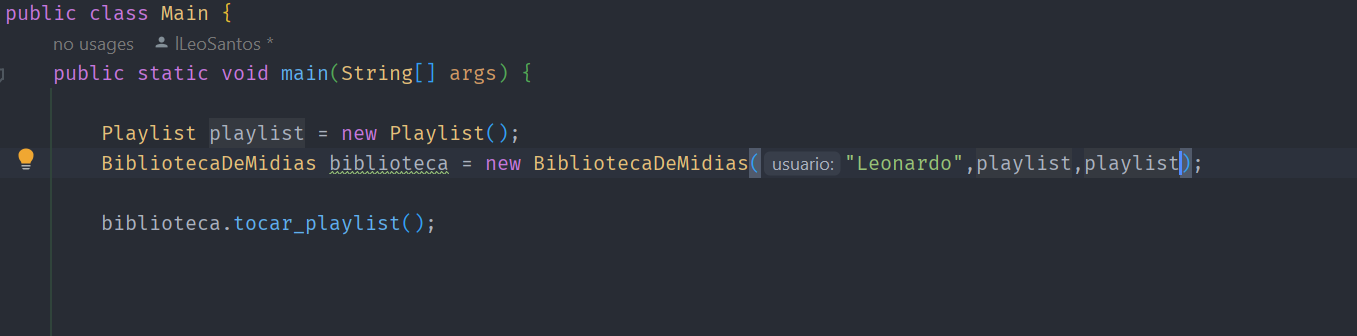 public class Main {
no usages lLeoSantos *
public static void main(String[] args) {
Playlist playlist = new Playlist();
BibliotecaDeMidias biblioteca = new BibliotecaDeMidias( usuario: "Leonardo",playlist,playlist);
biblioteca.tocar_playlist();